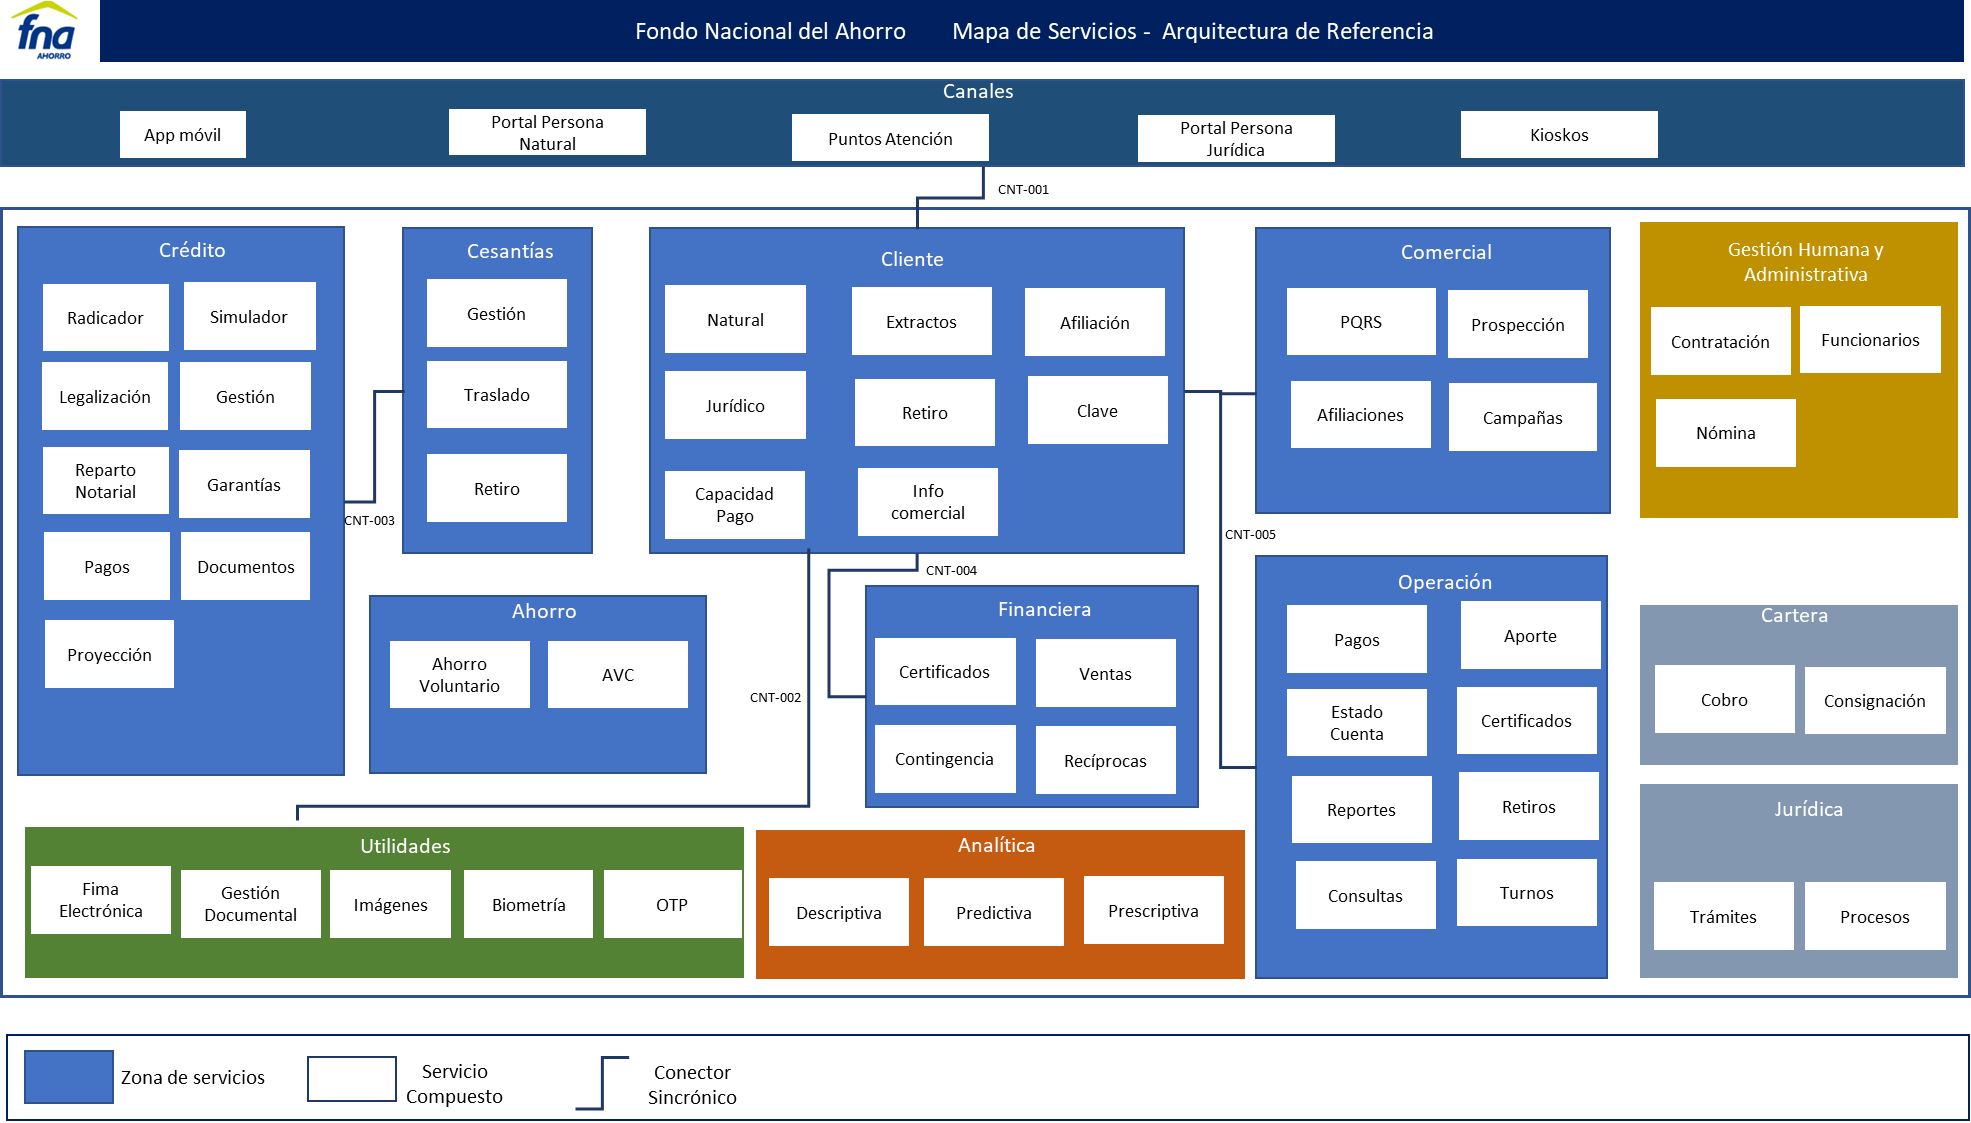 fna
AHORRO
Fondo Nacional del Ahorro Mapa de Servicios - Arquitectura de Referencia
Canales
App móvil
Portal Persona
Natural
Puntos Atención
Portal Persona
Jurídica
Kioskos
CNT-001
Crédito
Radicador
Simulador
Legalización
Gestión
Reparto
Notarial
Garantías
Pagos
Documentos
Proyección
CNT-003
Cesantías
Gestión
Traslado
Retiro
Cliente
Natural
Extractos
Afiliación
Jurídico
Retiro
Clave
Capacidad
Pago
Info
comercial
Comercial
PQRS
Prospección
Afiliaciones
Campañas
Gestión Humana y
Administrativa
Contratación
Funcionarios
Nómina
CNT-005
CNT-004
CNT-002
Ahorro
Ahorro
Voluntario
AVC
Financiera
Certificados
Ventas
Contingencia
Recíprocas
Operación
Pagos
Aporte
Estado
Cuenta
Certificados
Reportes
Retiros
Consultas
Turnos
Cartera
Cobro
Consignación
Jurídica
Trámites
Procesos
Utilidades
Fima
Electrónica
Gestión
Documental
Imágenes
Biometría
OTP
Analítica
Descriptiva
Predictiva
Prescriptiva
Zona de servicios
Servicio
Compuesto
Conector
Sincrónico